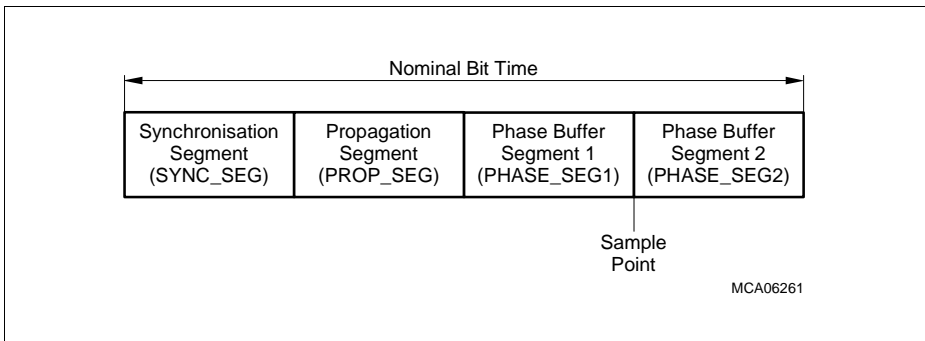 Nominal Bit Time
Synchronisation
Segment
(SYNC_SEG)
Propagation
Segment
(PROP_SEG)
Phase Buffer
Segment 1
(PHASE_SEG1)
Phase Buffer
Segment 2
(PHASE_SEG2)
Sample
Point
MCA06261